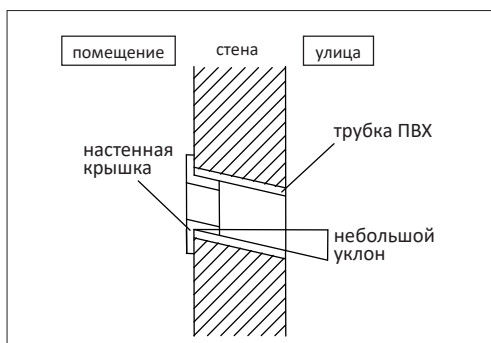 помещение
стена
улица
трубка ПВХ
настенная
крышка
небольшой
уклон